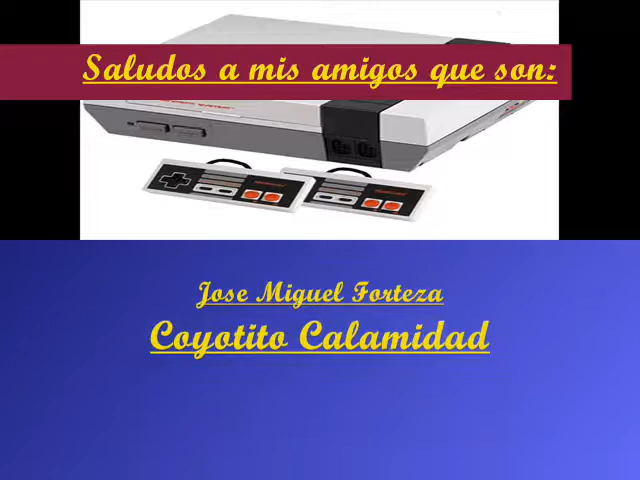 Saludos a mis amigos que son:
Jose Miguel Forteza
Coyotito Calamidad